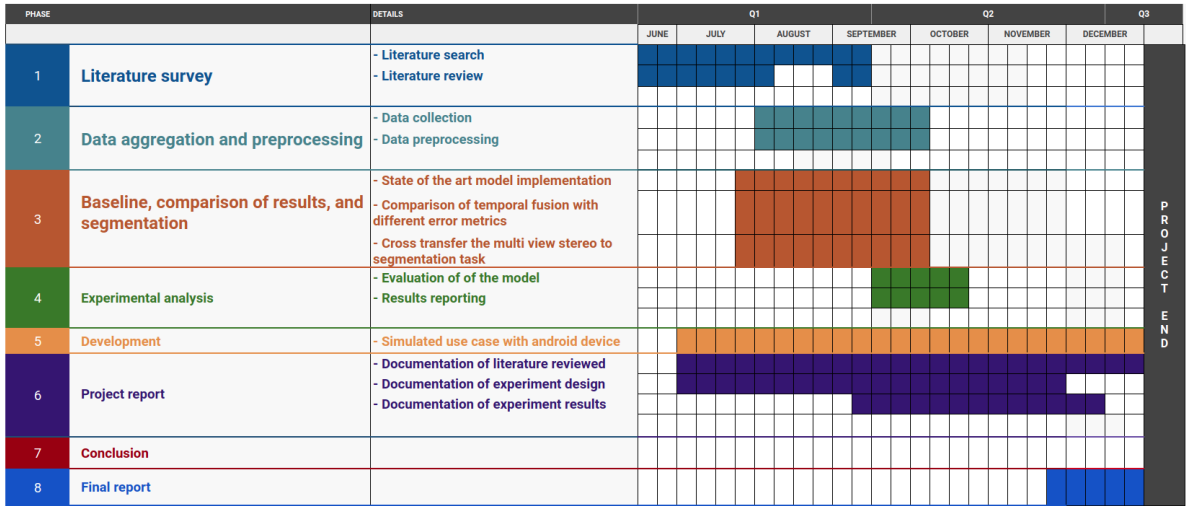 PHASE DETAILS Q1 Q2 Q3
JUNE JULY AUGUST SEPTEMBER OCTOBER NOVEMBER DECEMBER
1 Literature survey
- Literature search
- Literature review
2 Data aggregation and preprocessing
- Data collection
- Data preprocessing
3 Baseline, comparison of results, and
segmentation
- State of the art model implementation
- Comparison of temporal fusion with
different error metrics
- Cross transfer the multi view stereo to
segmentation task
4 Experimental analysis
- Evaluation of of the model
- Results reporting
5 Development
- Simulated use case with android device
6 Project report
- Documentation of literature reviewed
- Documentation of experiment design
- Documentation of experiment results
7 Conclusion
8 Final report
PROJECT END